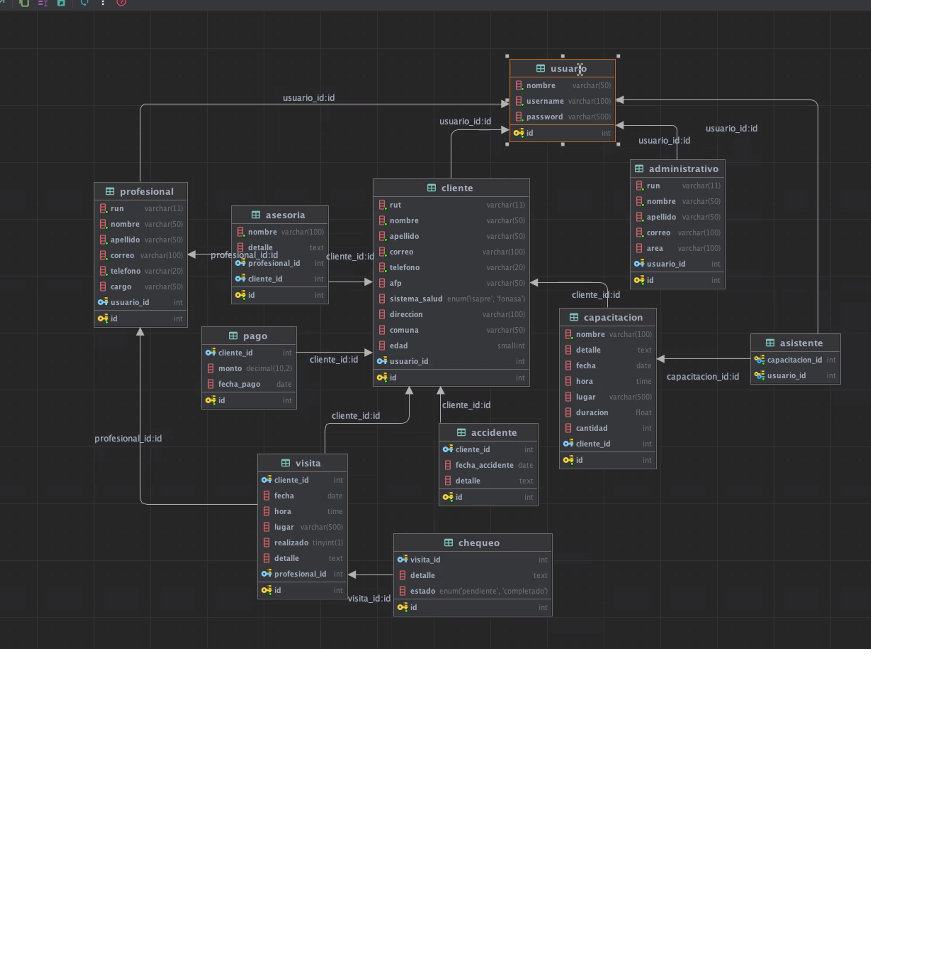 usuario
nombre varchar(50)
username varchar(100)
password varchar(500)
id int
usuario_id:id
usuario_id:id
usuario_id:id
usuario_id:id
administrativo
run varchar(11)
nombre varchar(50)
apellido varchar(50)
correo varchar(100)
area varchar(100)
usuario_id int
id int
profesional
run varchar(11)
nombre varchar(50)
apellido varchar(50)
correo varchar(100)
telefono varchar(20)
cargo varchar(50)
usuario_id int
id int
cliente
rut varchar(11)
nombre varchar(50)
apellido varchar(50)
correo varchar(100)
telefono varchar(20)
afp varchar(50)
sistema_salud enum('isapre', 'fonasa')
direccion varchar(100)
comuna varchar(50)
edad smallint
usuario_id int
id int
asesoria
nombre varchar(100)
detalle text
profesional_id int
cliente_id int
id int
profesional_id:id
cliente_id:id
cliente_id:id
capacitacion
nombre varchar(100)
detalle text
fecha date
hora time
lugar varchar(500)
duracion float
cantidad int
cliente_id int
id int
pago
cliente_id int
monto decimal(10,2)
fecha_pago date
id int
cliente_id:id
asistente
capacitacion_id int
usuario_id int
capacitacion_id:id
cliente_id:id
cliente_id:id
profesional_id:id
accidente
cliente_id int
fecha_accidente date
detalle text
id int
visita
cliente_id int
fecha date
hora time
lugar varchar(500)
realizado tinyint(1)
detalle text
profesional_id int
id int
chequeo
visita_id int
detalle text
estado enum('pendiente', 'completado')
id int
visita_id:id